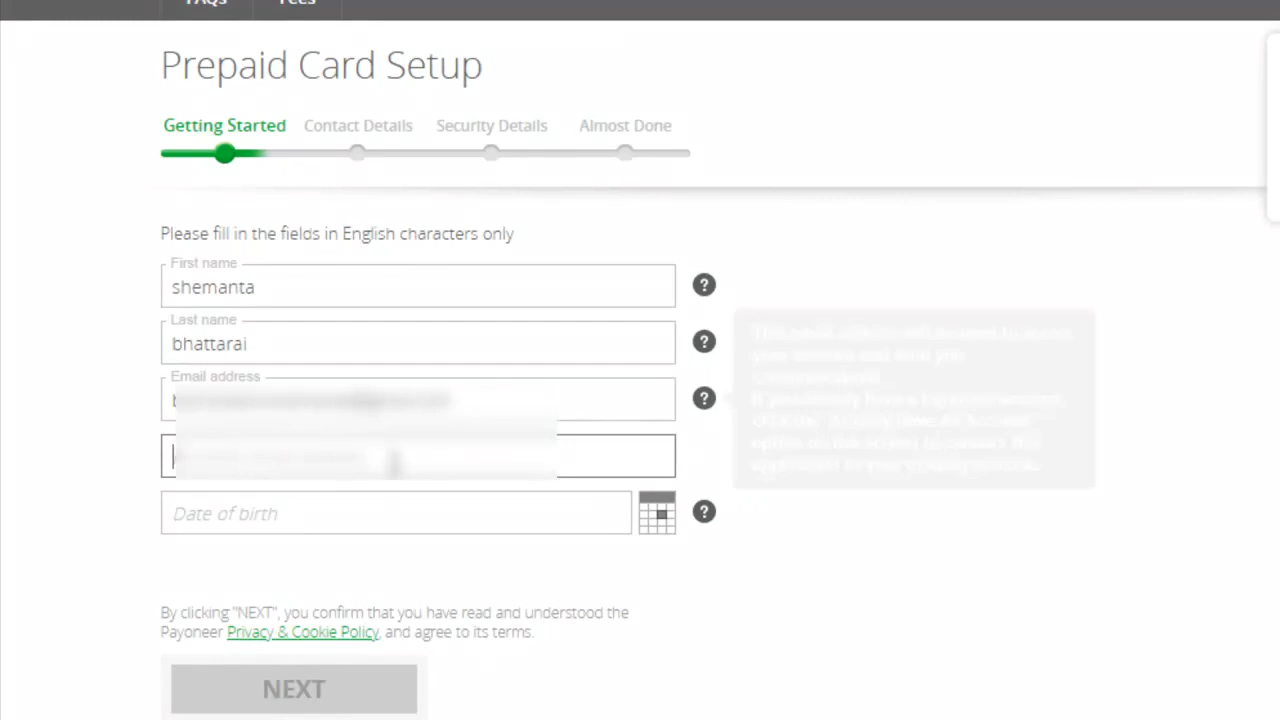 FAQs Fees
Prepaid Card Setup
Getting Started Contact Details Security Details Almost Done
Please fill in the fields in English characters only
First name
shemanta
?
Last name
bhattarai
?
Email address
?
Date of birth
?
By clicking "NEXT", you confirm that you have read and understood the
Payoneer Privacy & Cookie Policy, and agree to its terms.
NEXT